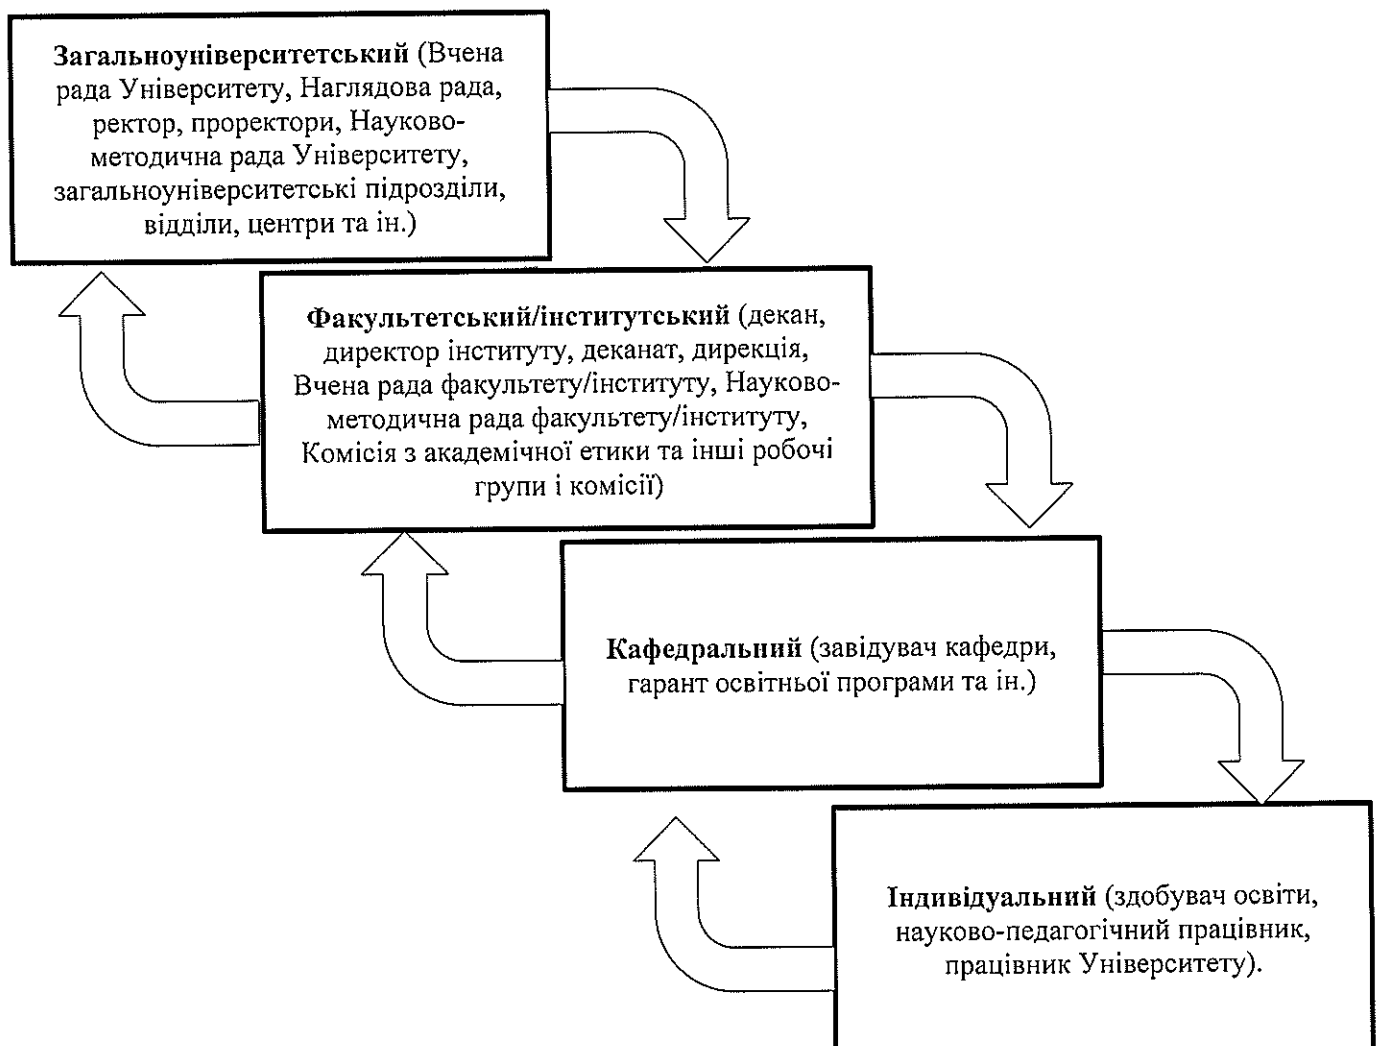 Загальноуніверситетський (Вчена
рада Університету, Наглядова рада,
ректор, проректори, Науково-
методична рада Університету,
загальноуніверситетські підрозділи,
відділи, центри та ін.)
Факультетський/інститутський (декан,
директор інституту, деканат, дирекція,
Вчена рада факультету/інституту, Науково-
методична рада факультету/інституту,
Комісія з академічної етики та інші робочі
групи і комісії)
Кафедральний (завідувач кафедри,
гарант освітньої програми та ін.)
Індивідуальний (здобувач освіти,
науково-педагогічний працівник,
працівник Університету).